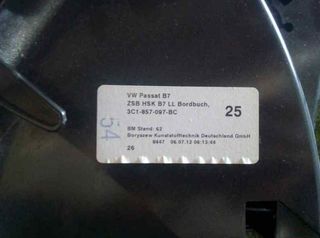 VW Passat B7
ZSB HSK B7 LL Bordbuch,
3C1-857-097-BC
25
54
BM Stand: 62
Boryszew Kunststofftechnik Deutschland GmbH
8847 06.07.12 06:13:44
26